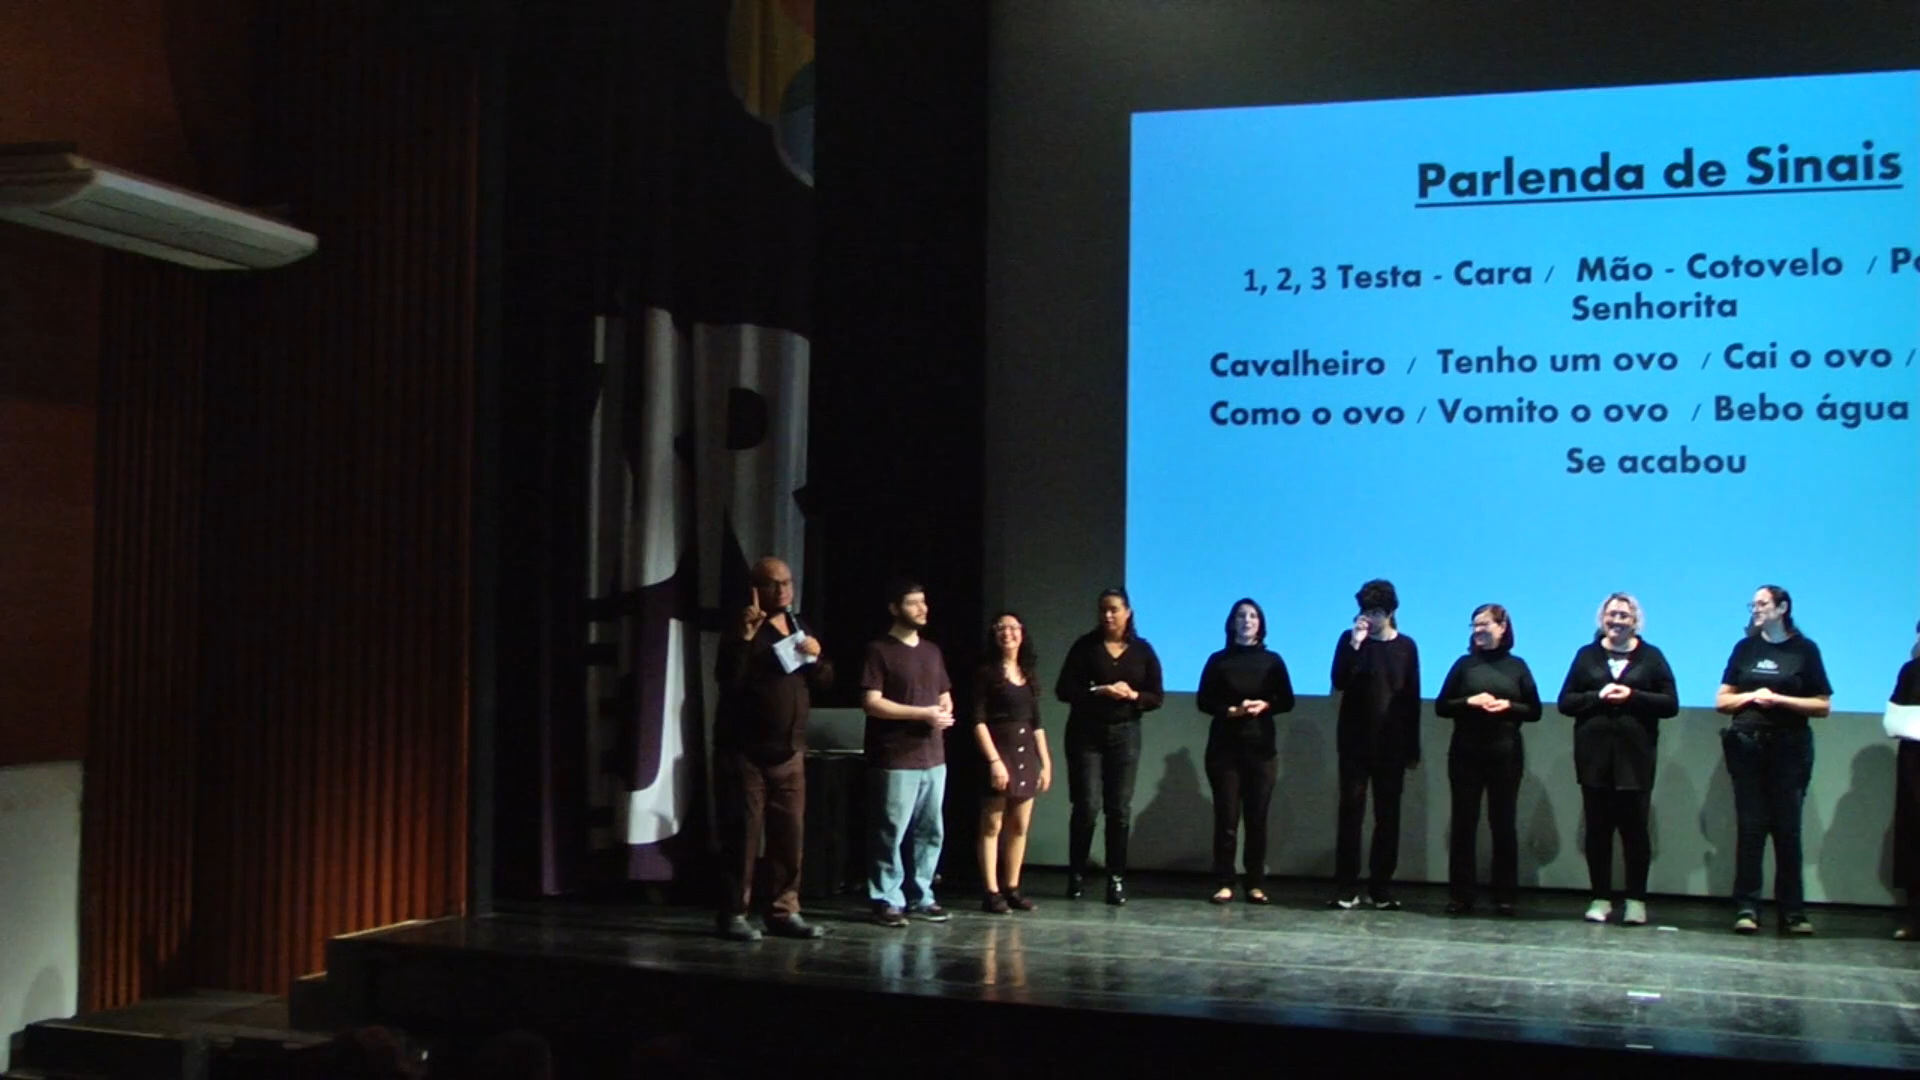 Parlenda de Sinais
1, 2, 3 Testa - Cara / Mão - Cotovelo /
Senhorita
Cavalheiro / Tenho um ovo / Cai o ovo /
Como o ovo / Vomito o ovo / Bebo água
Se acabou